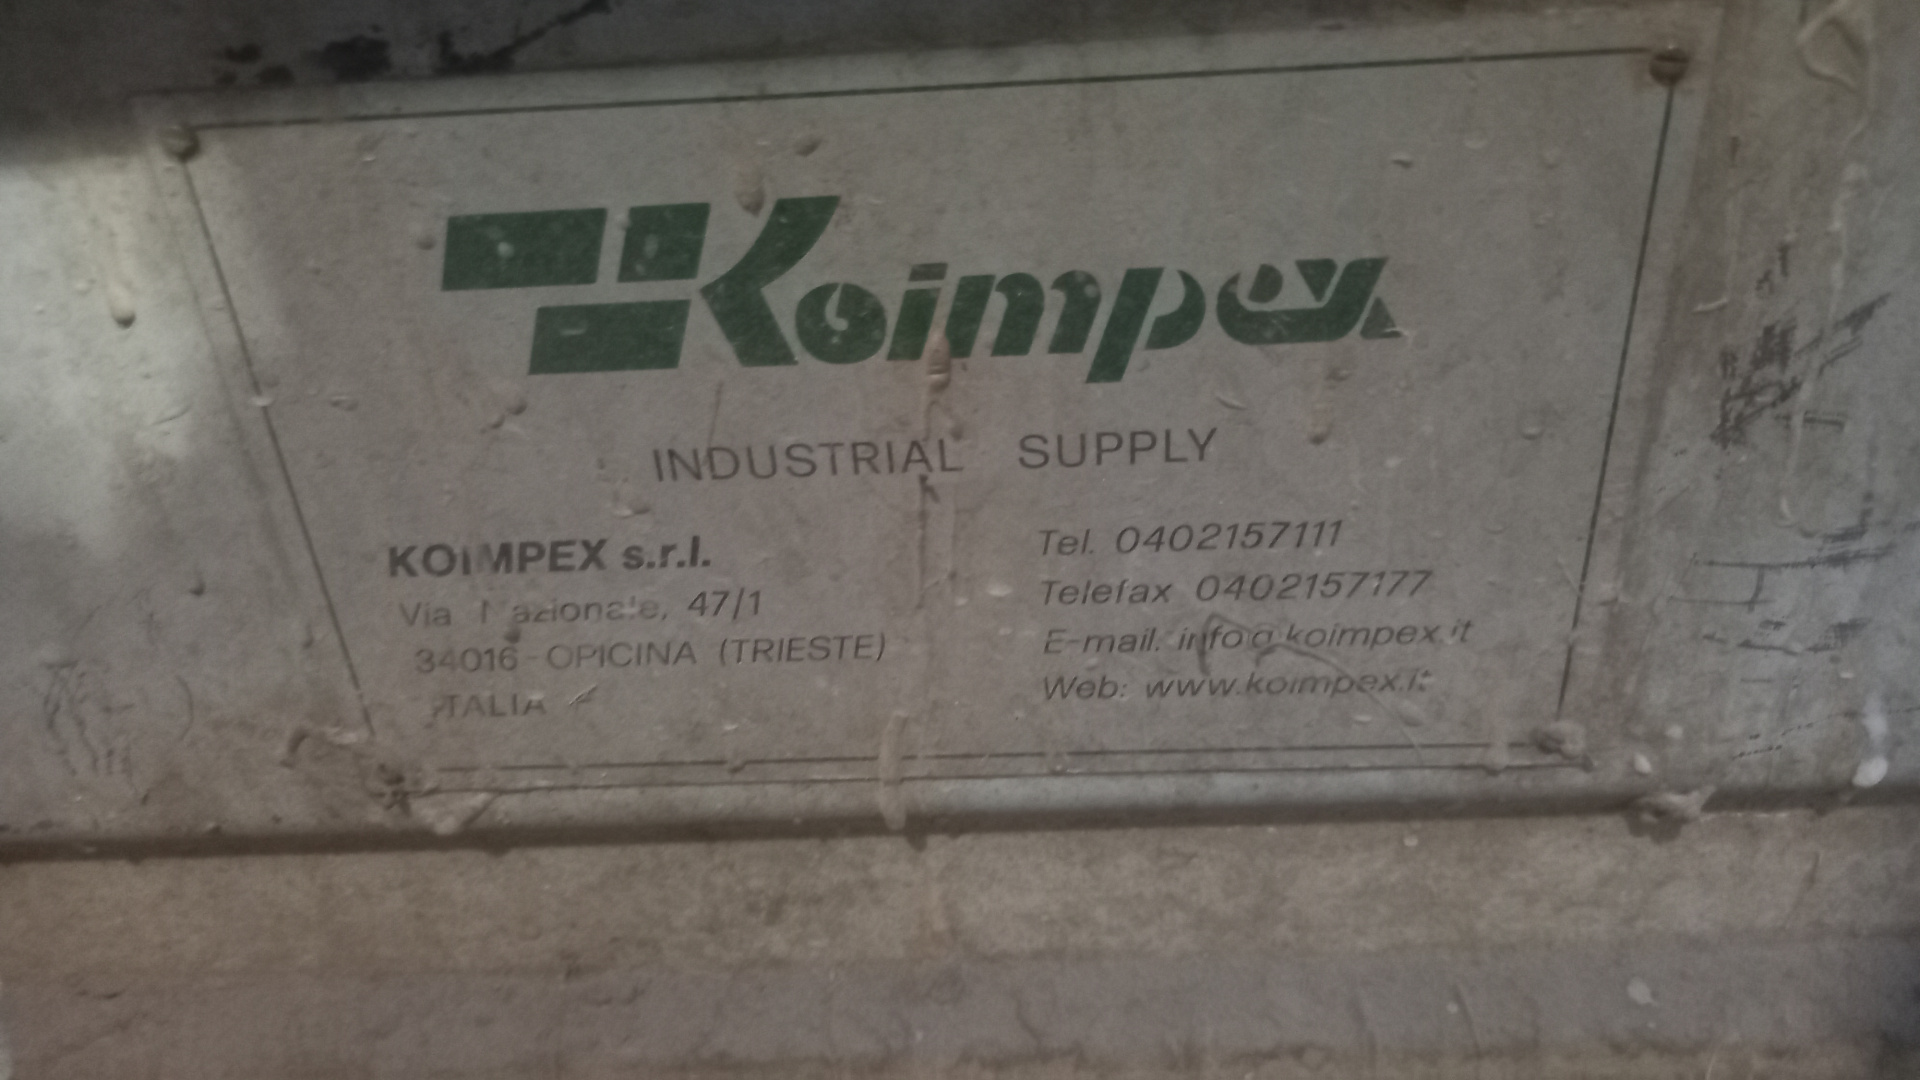 Koimpex
INDUSTRIAL SUPPLY
KOIMPEX s.r.l.
Via Nazionale, 47/1
34016 - OPICINA (TRIESTE)
ITALIA
Tel. 0402157111
Telefax 0402157177
E-mail. info@koimpex.it
Web: www.koimpex.it